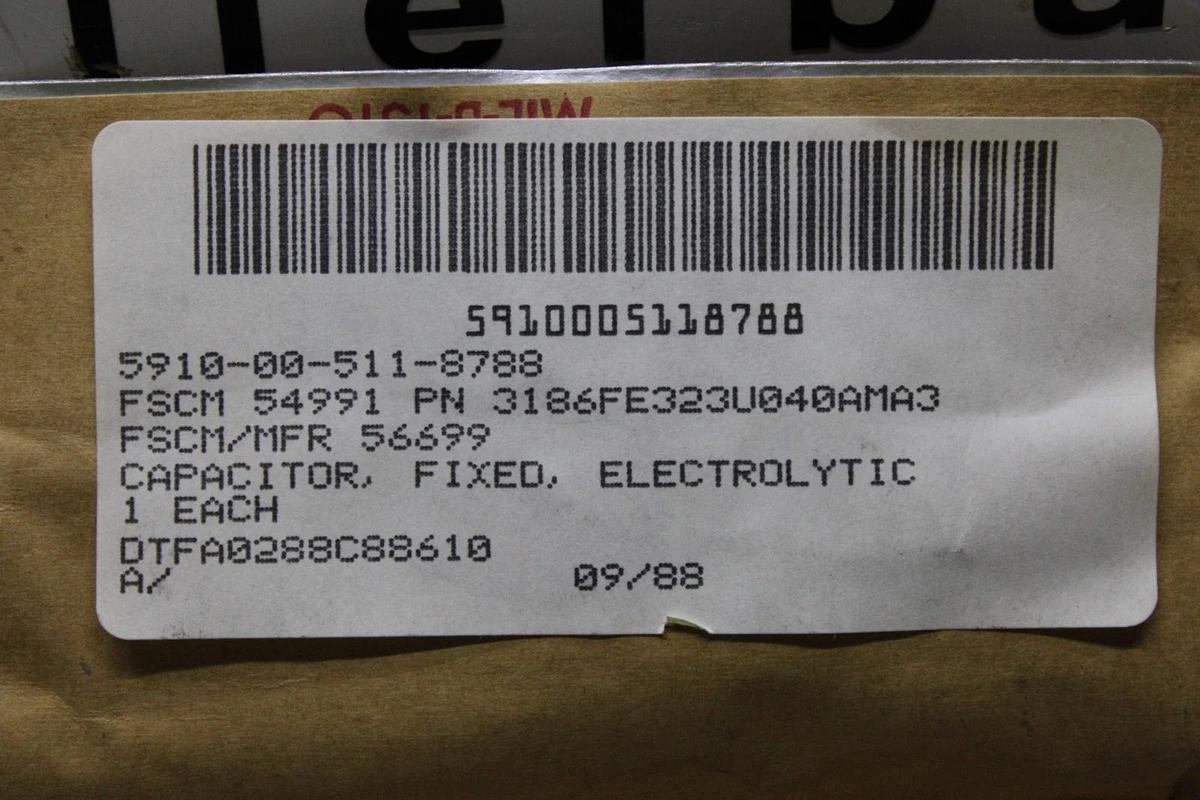 5910005118788
5910-00-511-8788
FSCM 54991 PN 3186FE323U040AMA3
FSCM/MFR 56699
CAPACITOR, FIXED, ELECTROLYTIC
1 EACH
DTFA0288C88610
A/ 09/88